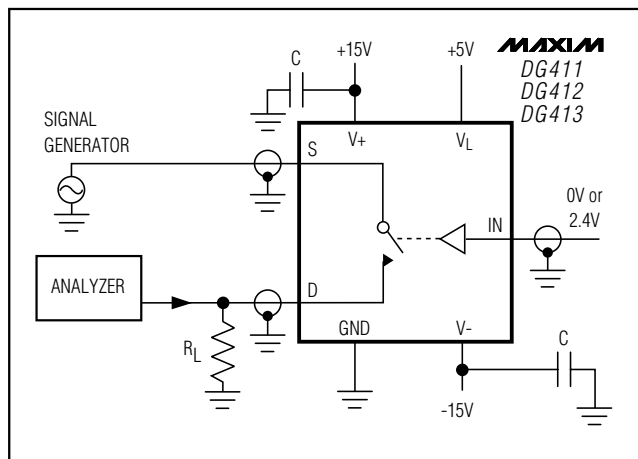 +15V
+5V
MAXIM
DG411
DG412
DG413
C
SIGNAL
GENERATOR
V+
VL
S
IN
0V or
2.4V
ANALYZER
D
RL
GND
V-
C
-15V